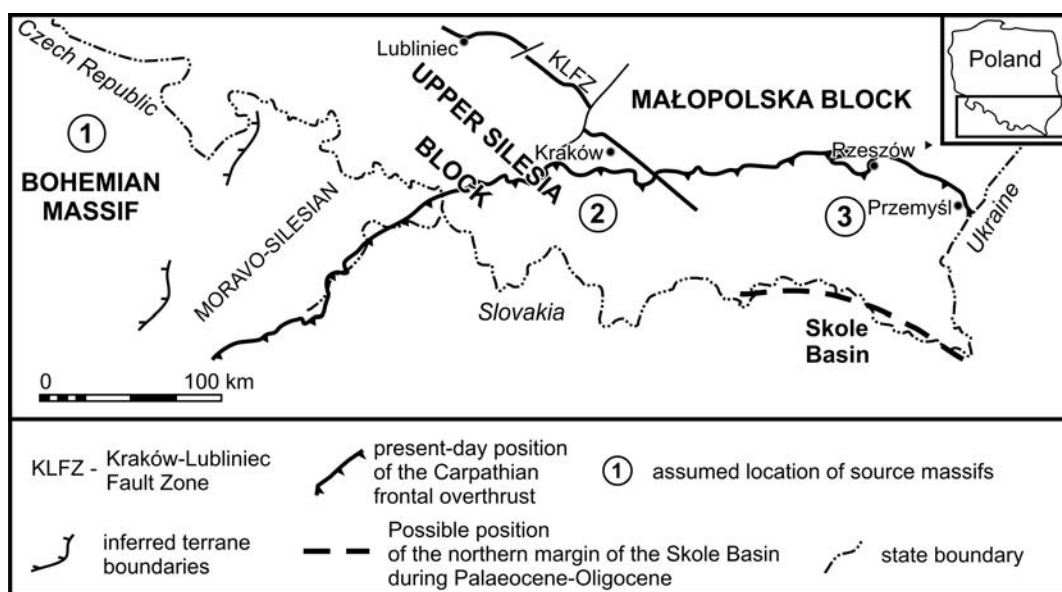 Czech Republic
Lubliniec
KLFZ
Poland
UPPER SILESIA
BLOCK
MAŁOPOLSKA BLOCK
1
BOHEMIAN
MASSIF
Kraków
Rzeszów
2
3
Przemyśl
MORAVO-SILESIAN
Ukraine
Slovakia
Skole
Basin
0 100 km
KLFZ - Kraków-Lubliniec
Fault Zone
present-day position
of the Carpathian
frontal overthrust
1 assumed location of source massifs
inferred terrane
boundaries
Possible position
of the northern margin of the Skole Basin
during Palaeocene-Oligocene
state boundary